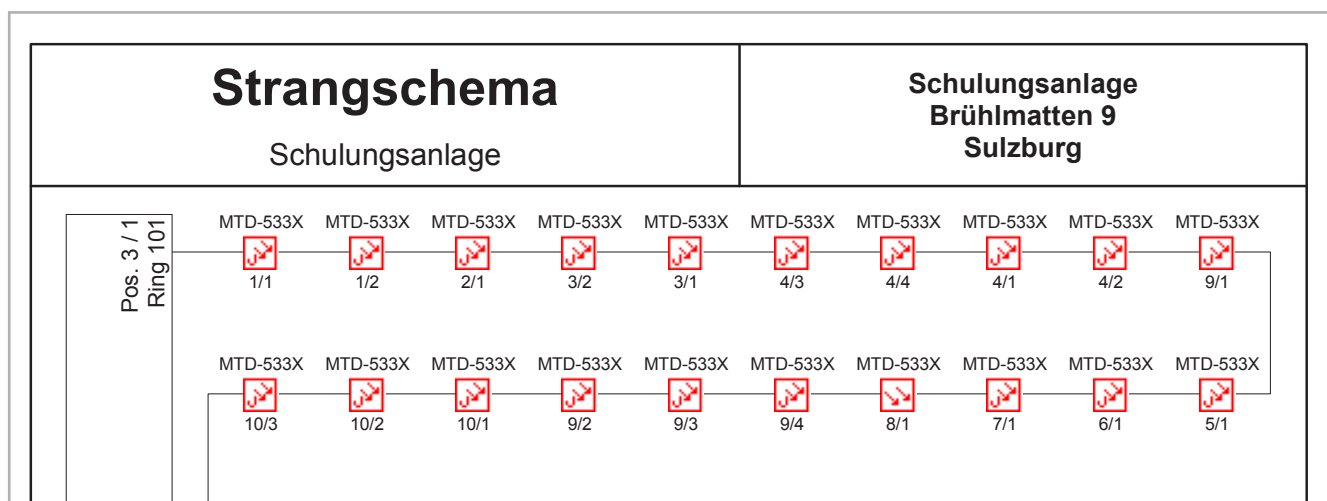 Strangschema
Schulungsanlage
Schulungsanlage
Brühlmatten 9
Sulzburg
Pos. 3 / 1
Ring 101
MTD-533X MTD-533X MTD-533X MTD-533X MTD-533X MTD-533X MTD-533X MTD-533X MTD-533X MTD-533X
1/1 1/2 2/1 3/2 3/1 4/3 4/4 4/1 4/2 9/1
MTD-533X MTD-533X MTD-533X MTD-533X MTD-533X MTD-533X MTD-533X MTD-533X MTD-533X MTD-533X
10/3 10/2 10/1 9/2 9/3 9/4 8/1 7/1 6/1 5/1